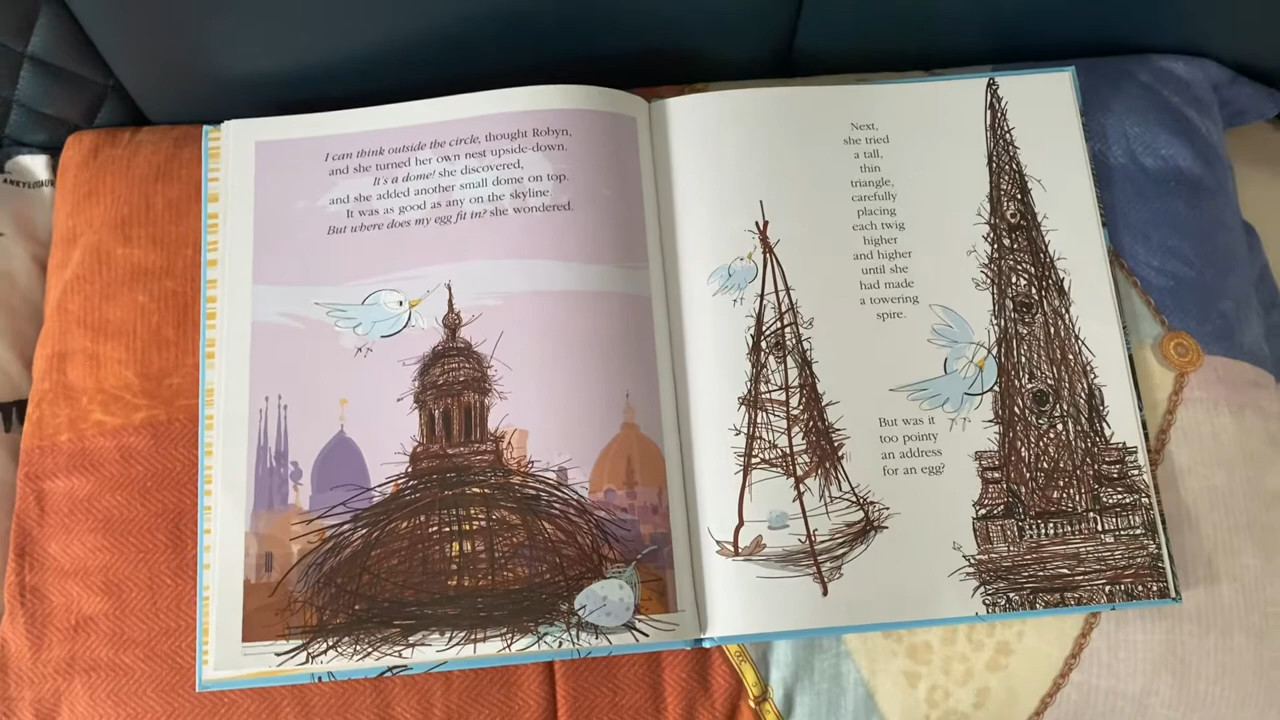 ANKYLOSAUR
I can think outside the circle, thought Robyn,
and she turned her own nest upside-down.
It's a dome! she discovered,
and she added another small dome on top.
It was as good as any on the skyline.
But where does my egg fit in? she wondered.
Next,
she tried
a tall,
thin
triangle,
carefully
placing
each twig
higher
and higher
until she
had made
a towering
spire.
But was it
too pointy
an address
for an egg?